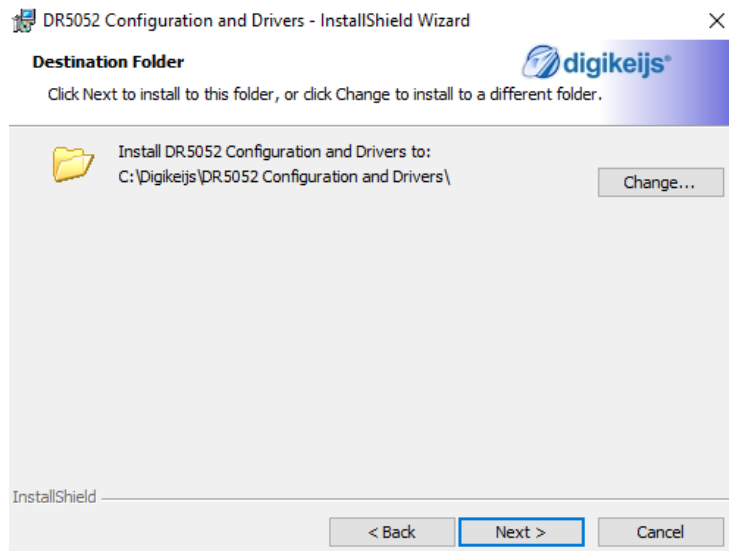 DR5052 Configuration and Drivers - InstallShield Wizard
Destination Folder
digikeijs®
Click Next to install to this folder, or click Change to install to a different folder.
Install DR5052 Configuration and Drivers to:
C:\Digikeijs\DR5052 Configuration and Drivers\
Change...
InstallShield
< Back
Next >
Cancel